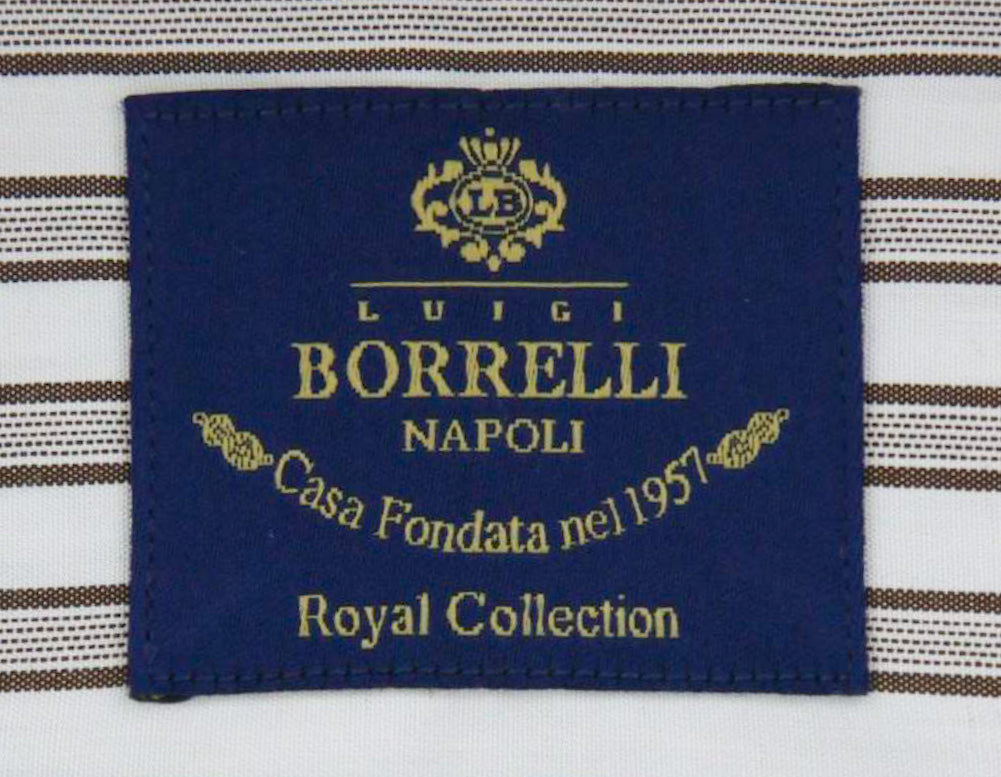 LB
LUIGI
BORRELLI
NAPOLI
Casa Fondata nel 1957
Royal Collection